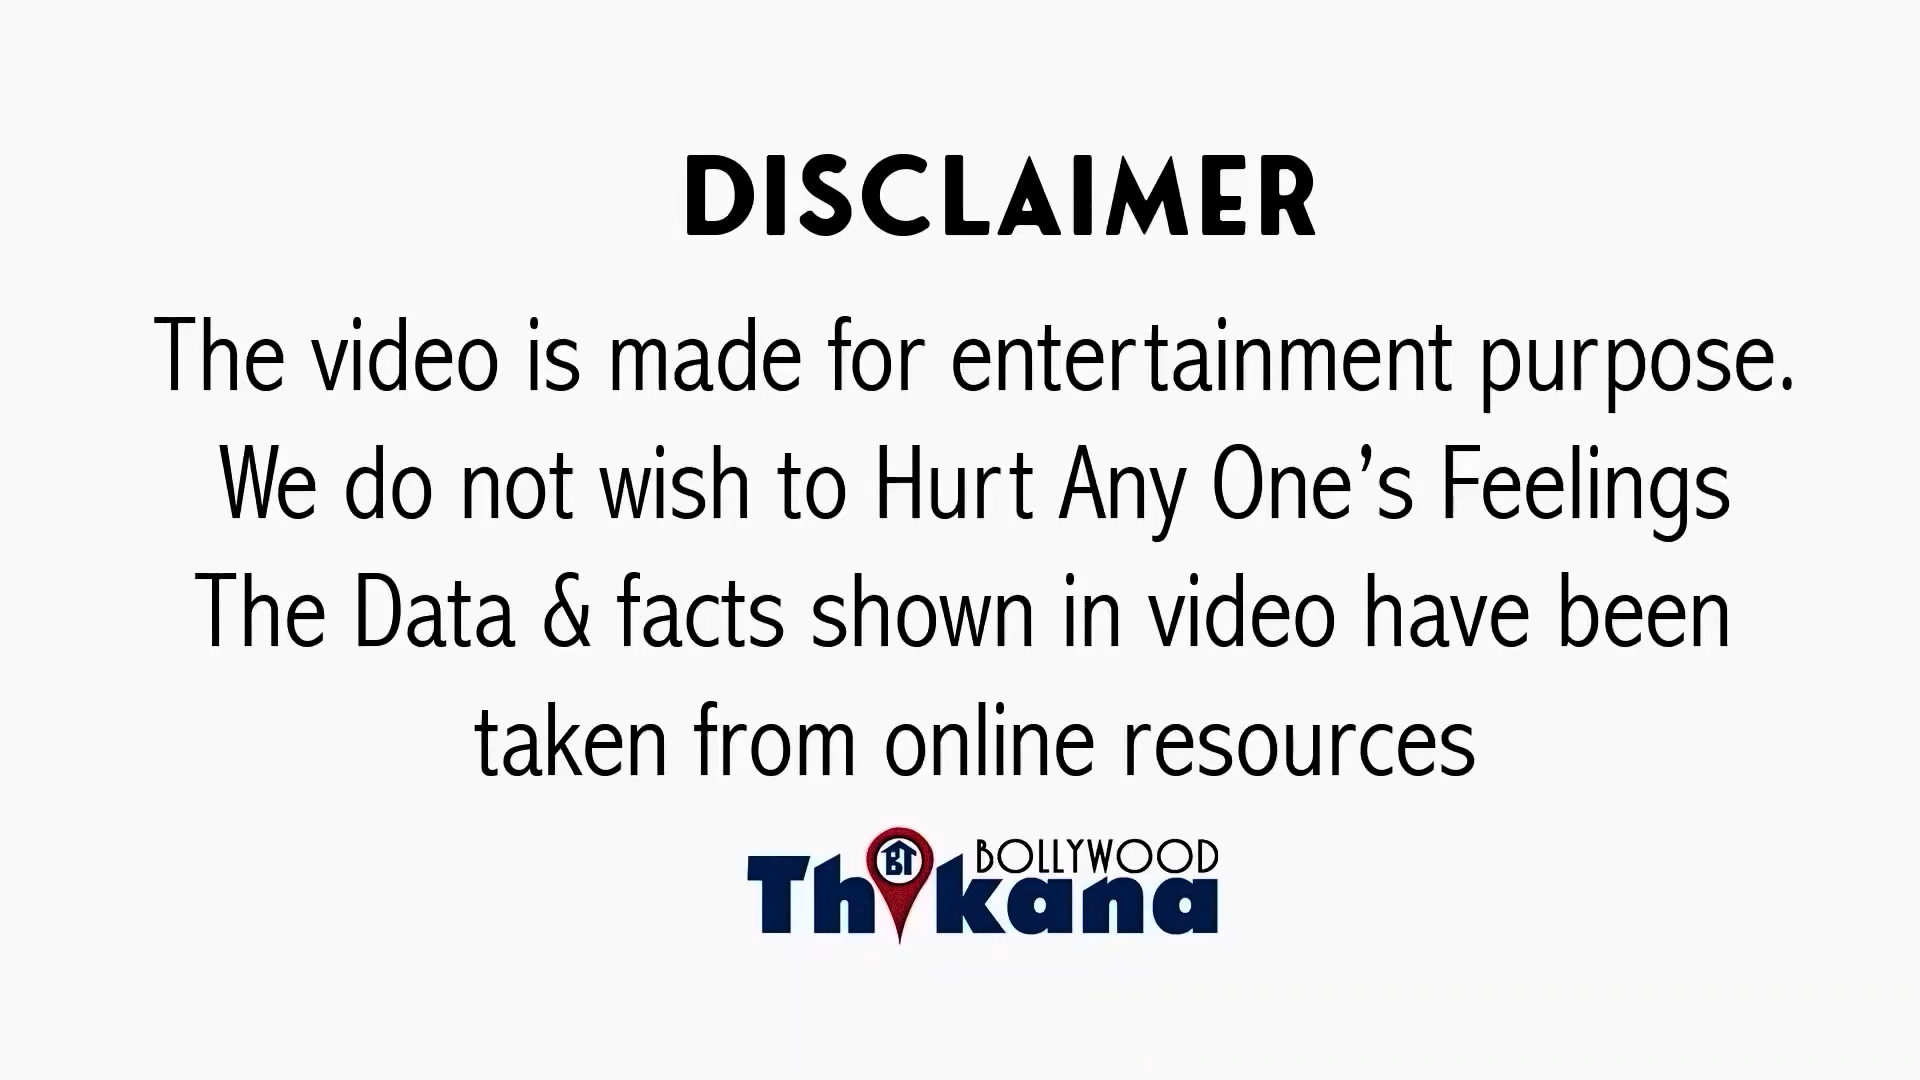 DISCLAIMER
The video is made for entertainment purpose.
We do not wish to Hurt Any One’s Feelings
The Data & facts shown in video have been
taken from online resources
BOLLYWOOD
BT
Thikana